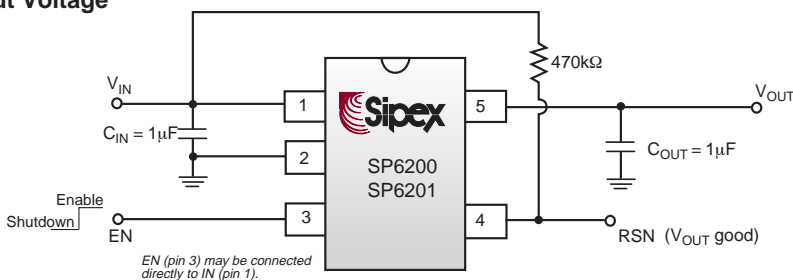 ut Voltage
470kΩ
VIN
VOUT
1
5
Sipex
CIN = 1µF
COUT = 1µF
2
SP6200
SP6201
Enable
Shutdown
3
4
EN
RSN (VOUT good)
EN (pin 3) may be connected
directly to IN (pin 1).